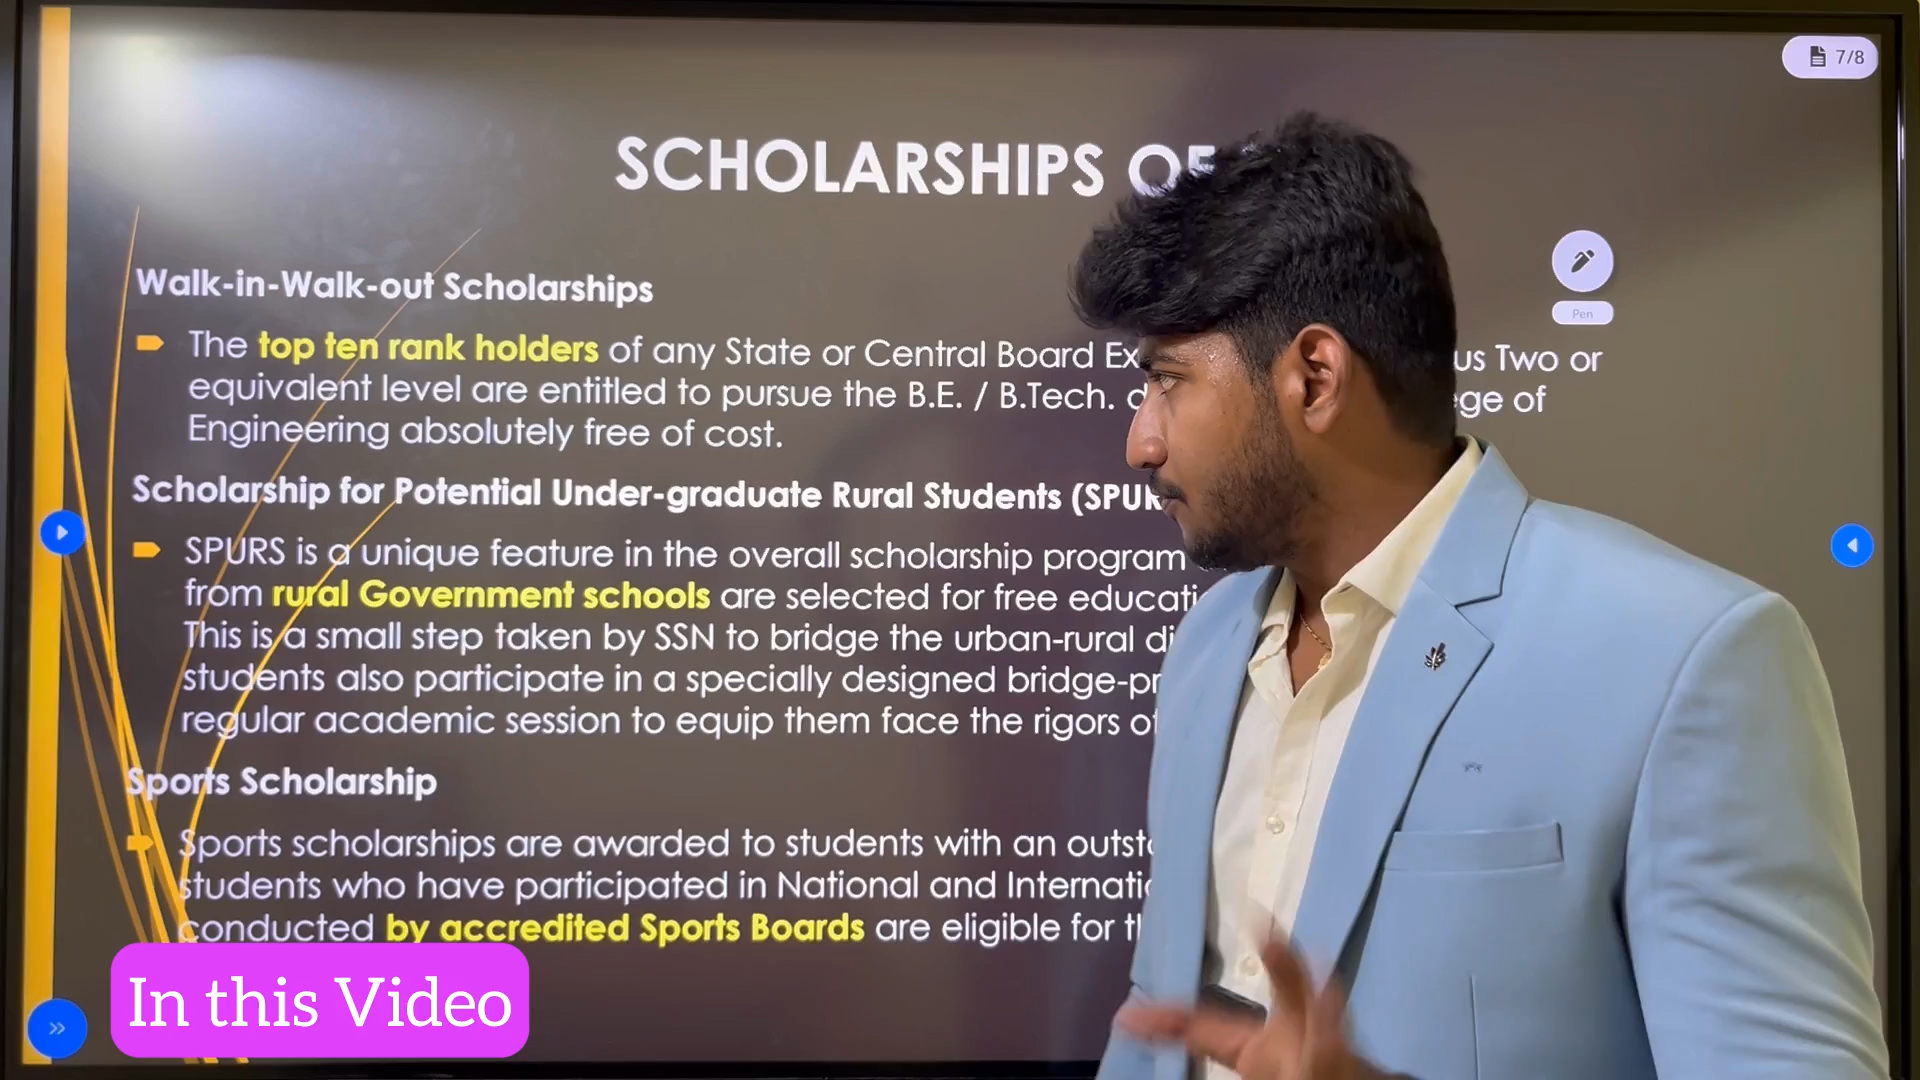 7/8
SCHOLARSHIPS OF
Walk-in-Walk-out Scholarships
Pen
The top ten rank holders of any State or Central Board Ex us Two or
equivalent level are entitled to pursue the B.E. / B.Tech. ge of
Engineering absolutely free of cost.
Scholarship for Potential Under-graduate Rural Students (SPUR
SPURS is a unique feature in the overall scholarship program
from rural Government schools are selected for free educati
This is a small step taken by SSN to bridge the urban-rural di
students also participate in a specially designed bridge-pr
regular academic session to equip them face the rigors of
Sports Scholarship
Sports scholarships are awarded to students with an outst
students who have participated in National and Internatio
conducted by accredited Sports Boards are eligible for th
In this Video